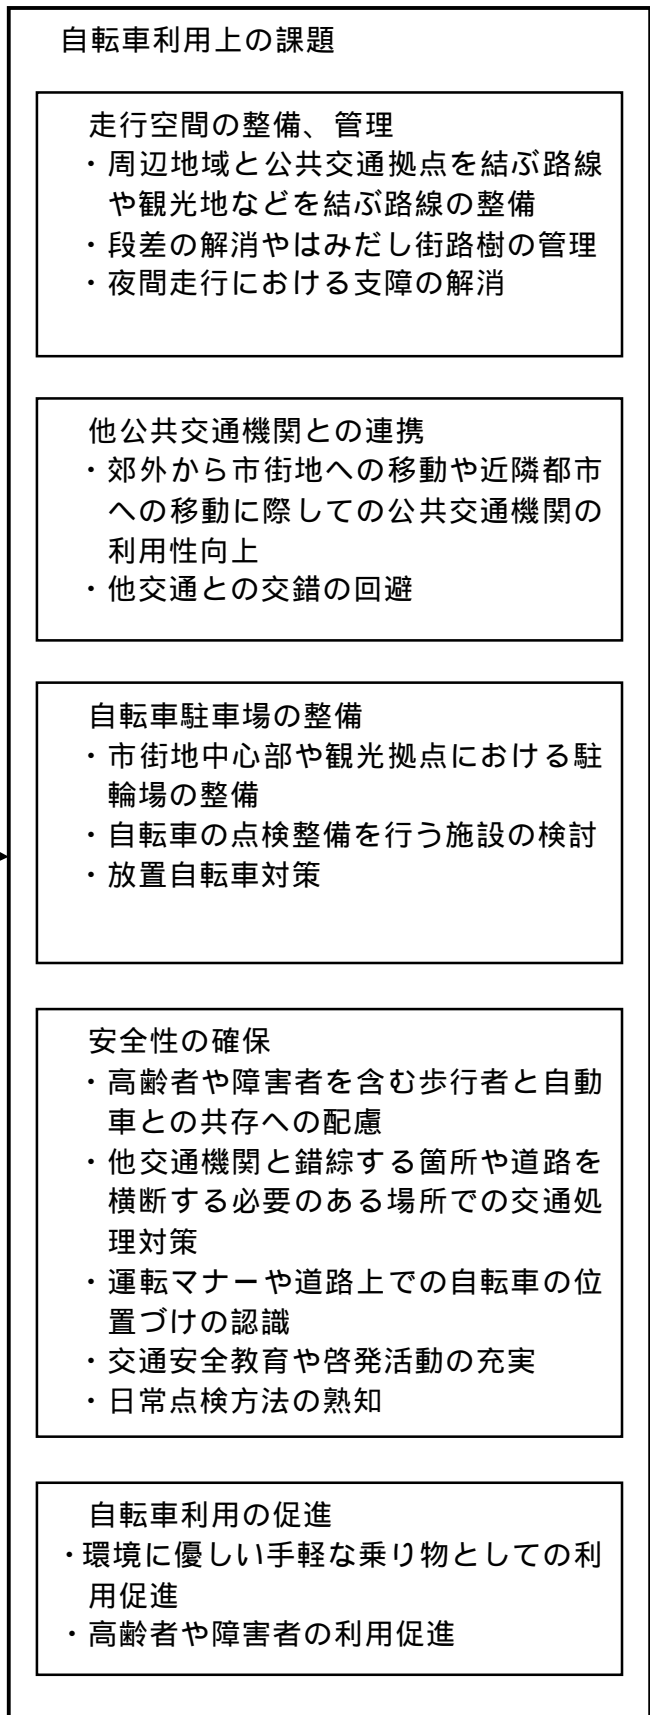 自転車利用上の課題
走行空間の整備、管理
・周辺地域と公共交通拠点を結ぶ路線
や観光地などを結ぶ路線の整備
・段差の解消やはみだし街路樹の管理
・夜間走行における支障の解消
他公共交通機関との連携
・郊外から市街地への移動や近隣都市
への移動に際しての公共交通機関の
利用性向上
・他交通との交錯の回避
自転車駐車場の整備
・市街地中心部や観光拠点における駐
輪場の整備
・自転車の点検整備を行う施設の検討
・放置自転車対策
安全性の確保
・高齢者や障害者を含む歩行者と自動
車との共存への配慮
・他交通機関と錯綜する箇所や道路を
横断する必要のある場所での交通処
理対策
・運転マナーや道路上での自転車の位
置づけの認識
・交通安全教育や啓発活動の充実
・日常点検方法の熟知
自転車利用の促進
・環境に優しい手軽な乗り物としての利
用促進
・高齢者や障害者の利用促進